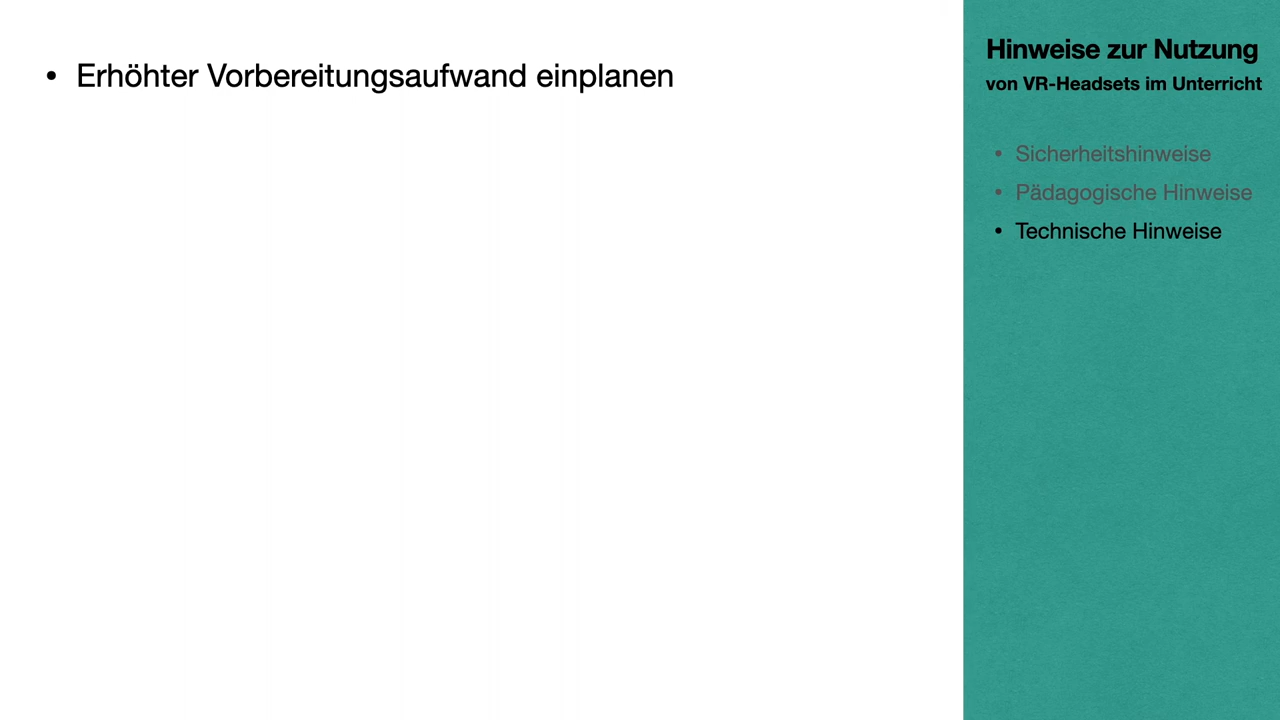 • Erhöhter Vorbereitungsaufwand einplanen
Hinweise zur Nutzung
von VR-Headsets im Unterricht
• Sicherheitshinweise
• Pädagogische Hinweise
• Technische Hinweise